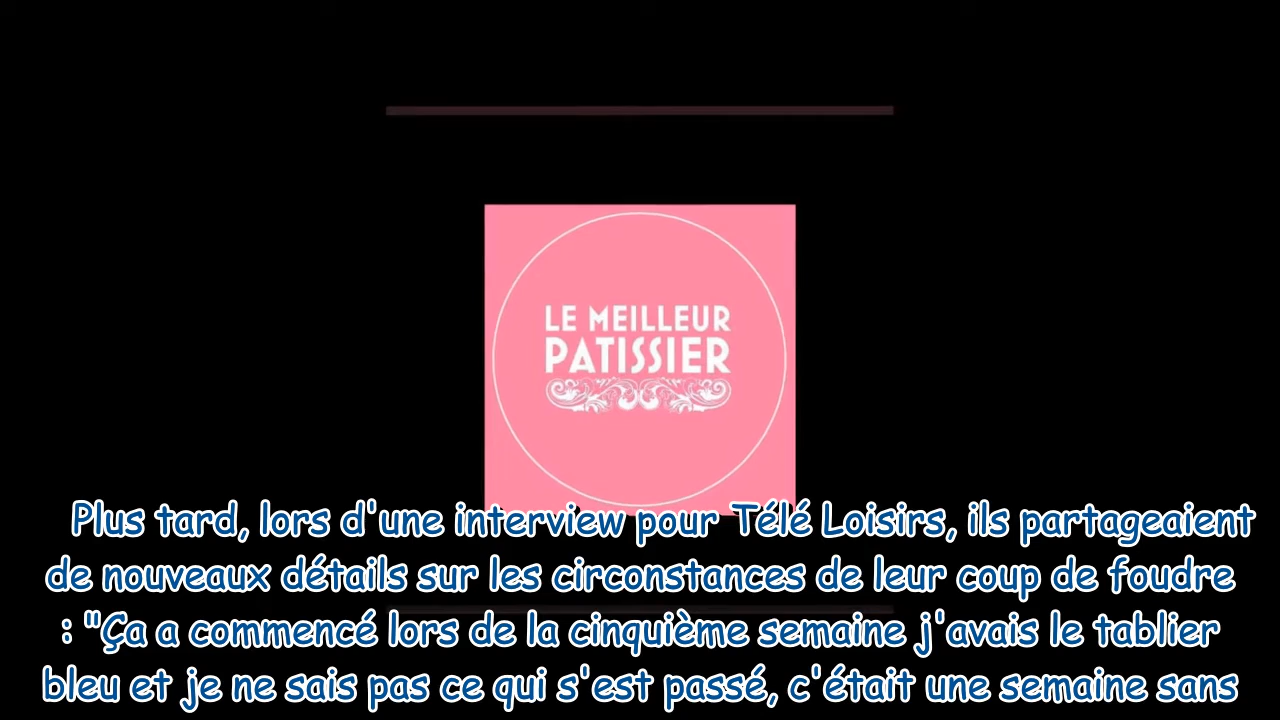 LE MEILLEUR
PATISSIER
Plus tard, lors d'une interview pour Télé Loisirs, ils partageaient
de nouveaux détails sur les circonstances de leur coup de foudre
: "Ça a commencé lors de la cinquième semaine j'avais le tablier
bleu et je ne sais pas ce qui s'est passé, c'était une semaine sans